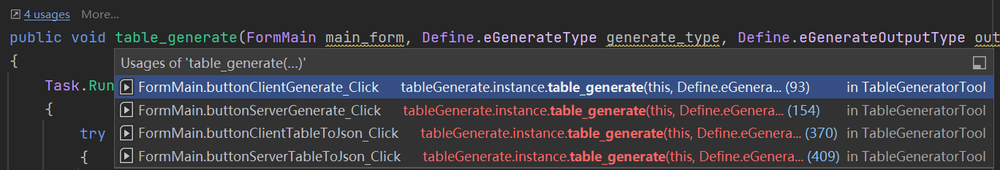 4 usages More...
public void table_generate(FormMain main_form, Define.eGenerateType generate_type, Define.eGenerateOutputType out
{
Usages of 'table_generate(...)'
Task.Run
FormMain.buttonClientGenerate_Click tableGenerate.instance.table_generate(this, Define.eGenera... (93) in TableGeneratorTool
{
FormMain.buttonServerGenerate_Click tableGenerate.instance.table_generate(this, Define.eGenera... (154) in TableGeneratorTool
try
FormMain.buttonClientTableToJson_Click tableGenerate.instance.table_generate(this, Define.eGenera... (370) in TableGeneratorTool
{
FormMain.buttonServerTableToJson_Click tableGenerate.instance.table_generate(this, Define.eGenera... (409) in TableGeneratorTool